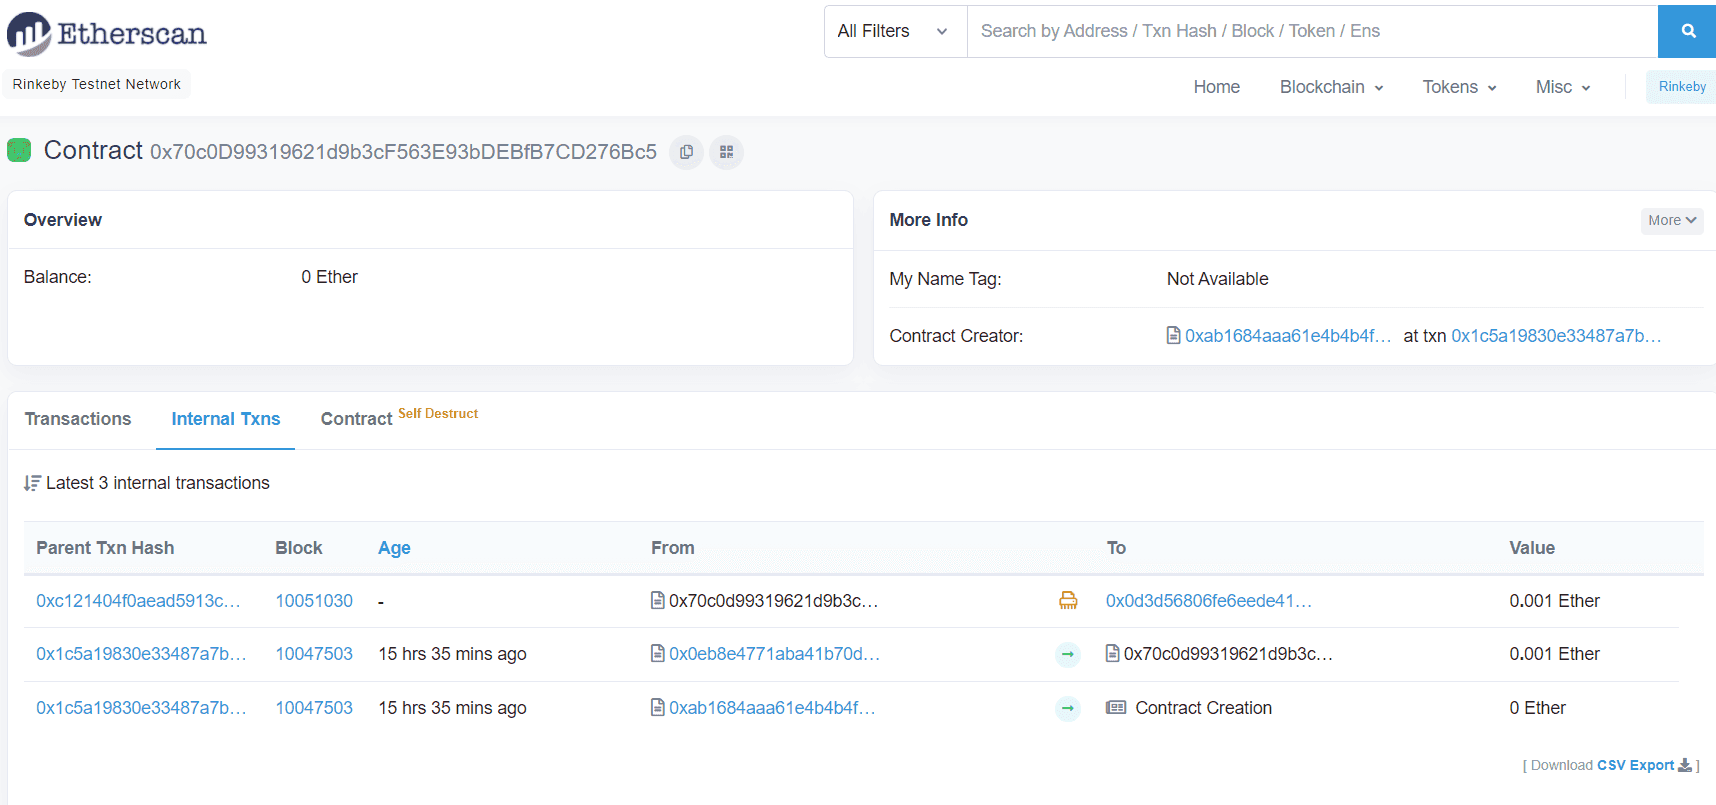 Etherscan
All Filters
Search by Address / Txn Hash / Block / Token / Ens
Rinkeby Testnet Network
Home Blockchain Tokens Misc Rinkeby
Contract 0x70c0D99319621d9b3cF563E93bDEBfB7CD276Bc5
Overview
Balance: 0 Ether
More Info More
My Name Tag: Not Available
Contract Creator: 0xab1684aaa61e4b4b4f... at txn 0x1c5a19830e33487a7b...
Transactions Internal Txns Contract Self Destruct
Latest 3 internal transactions
Parent Txn Hash Block Age From To Value
0xc121404f0aead5913c... 10051030 - 0x70c0d99319621d9b3c... 0x0d3d56806fe6eede41... 0.001 Ether
0x1c5a19830e33487a7b... 10047503 15 hrs 35 mins ago 0x0eb8e4771aba41b70d... 0x70c0d99319621d9b3c... 0.001 Ether
0x1c5a19830e33487a7b... 10047503 15 hrs 35 mins ago 0xab1684aaa61e4b4b4f... Contract Creation 0 Ether
[ Download CSV Export ]